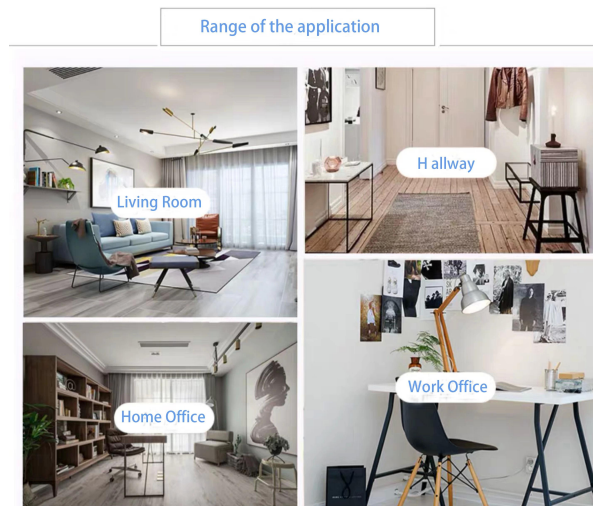 Range of the application
Living Room
H allway
Home Office
Work Office